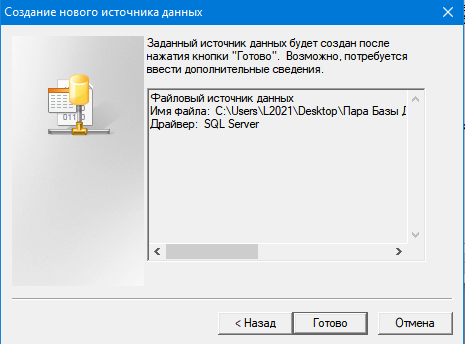 Создание нового источника данных
Заданный источник данных будет создан после
нажатия кнопки "Готово". Возможно, потребуется
ввести дополнительные сведения.
Файловый источник данных
Имя файла: C:\Users\L2021\Desktop\Пара Базы Д
Драйвер: SQL Server
01110
< Назад
Готово
Отмена